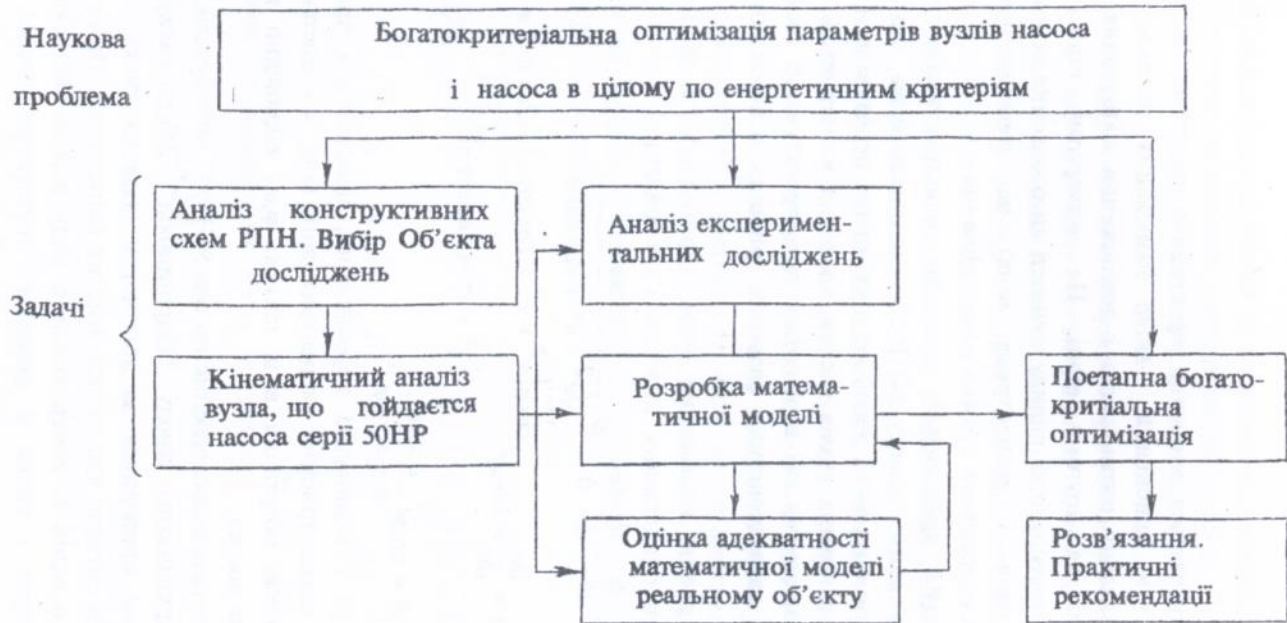 Наукова
проблема
Богатокритеріальна оптимізація параметрів вузлів насоса
і насоса в цілому по енергетичним критеріям
Задачі
Аналіз конструктивних
схем РПН. Вибір Об'єкта
досліджень
Аналіз експеримен-
тальних досліджень
Кінематичний аналіз
вузла, що гойдаєтся
насоса серії 50НР
Розробка матема-
тичної моделі
Поетапна богато-
критіальна
оптимізація
Оцінка адекватності
математичної моделі
реальному об'єкту
Розв'язання.
Практичні
рекомендації